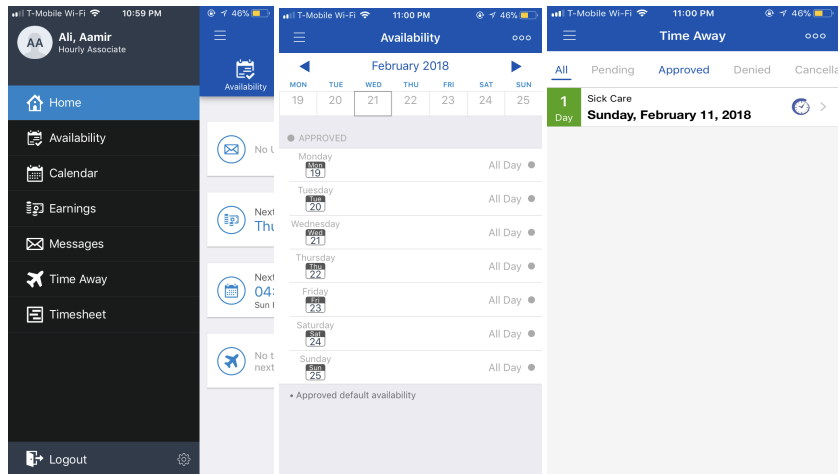 T-Mobile Wi-Fi 10:59 PM
AA
Ali, Aamir
Hourly Associate
Home
Availability
Calendar
Earnings
Messages
Time Away
Timesheet
Logout
46%
Availability
No
Next
Next
04:
Sun
No t
next
T-Mobile Wi-Fi 11:00 PM 46%
Availability
February 2018
MON TUE WED THU FRI SAT SUN
19 20 21 22 23 24 25
APPROVED
Monday
Mon
19
All Day
Tuesday
Tue
20
All Day
Wednesday
Wed
21
All Day
Thursday
Thu
22
All Day
Friday
Fri
23
All Day
Saturday
Sat
24
All Day
Sunday
Sun
25
All Day
• Approved default availability
T-Mobile Wi-Fi 11:00 PM 46%
Time Away
All Pending Approved Denied Cancella
1
Day
Sick Care
Sunday, February 11, 2018